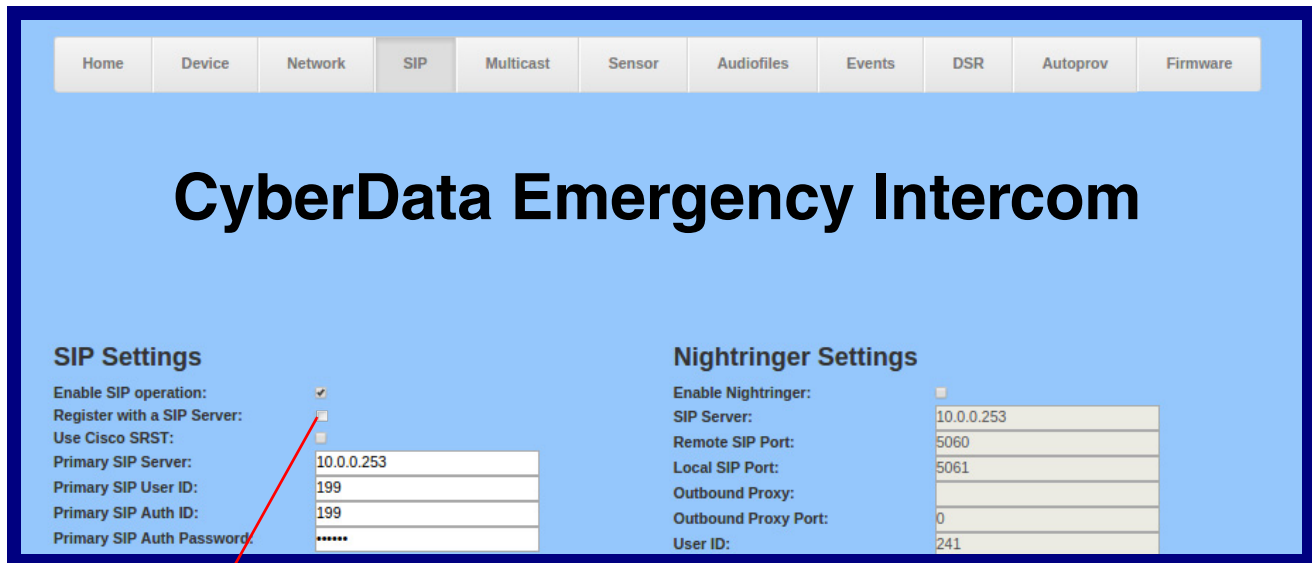 Home Device Network SIP Multicast Sensor Audiofiles Events DSR Autoprov Firmware
CyberData Emergency Intercom
SIP Settings
Enable SIP operation:
Register with a SIP Server:
Use Cisco SRST:
Primary SIP Server: 10.0.0.253
Primary SIP User ID: 199
Primary SIP Auth ID: 199
Primary SIP Auth Password: ••••••
Nightringer Settings
Enable Nightringer:
SIP Server: 10.0.0.253
Remote SIP Port: 5060
Local SIP Port: 5061
Outbound Proxy:
Outbound Proxy Port: 0
User ID: 241